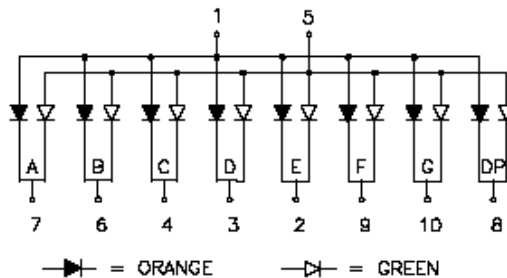 1 5
A B C D E F G DP
7 6 4 3 2 9 10 8
= ORANGE = GREEN